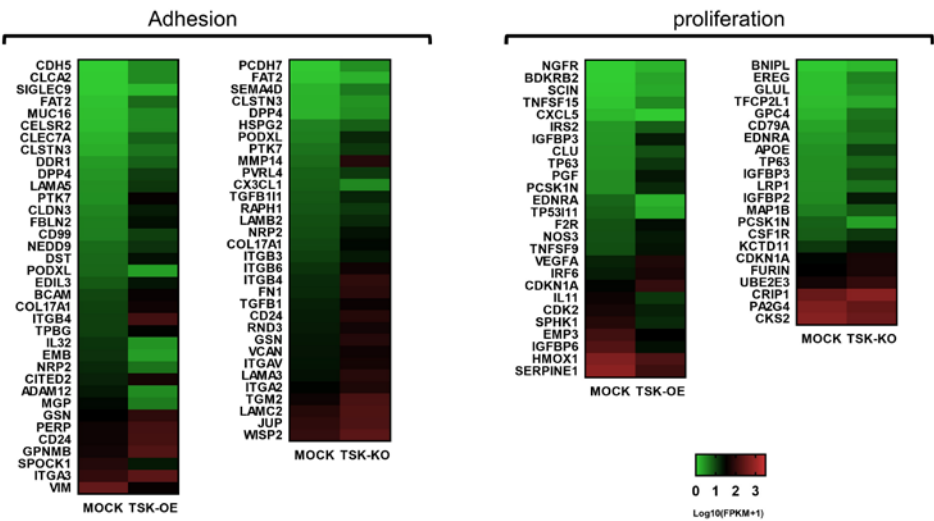 Adhesion
CDH5
CLCA2
SIGLEC9
FAT2
MUC16
CELSR2
CLEC7A
CLSTN3
DDR1
DPP4
LAMA5
PTK7
CLDN3
FBLN2
CD99
NEDD9
DST
PODXL
EDIL3
BCAM
COL17A1
ITGB4
TPBG
IL32
EMB
NRP2
CITED2
ADAM12
MGP
GSN
PERP
CD24
GPNMB
SPOCK1
ITGA3
VIM
MOCK TSK-OE
PCDH7
FAT2
SEMA4D
CLSTN3
DPP4
HSPG2
PODXL
PTK7
MMP14
PVRL4
CX3CL1
TGFB1I1
RAPH1
LAMB2
NRP2
COL17A1
ITGB3
ITGB6
ITGB4
FN1
TGFB1
CD24
RND3
GSN
VCAN
ITGAV
LAMA3
ITGA2
TGM2
LAMC2
JUP
WISP2
MOCK TSK-KO
proliferation
NGFR
BDKRB2
SCIN
TNFSF15
CXCL5
IRS2
IGFBP3
CLU
TP63
PGF
PCSK1N
EDNRA
TP53I11
F2R
NOS3
TNFSF9
VEGFA
IRF6
CDKN1A
IL11
CDK2
SPHK1
EMP3
IGFBP6
HMOX1
SERPINE1
MOCK TSK-OE
BNIPL
EREG
GLUL
TFCP2L1
GPC4
CD79A
EDNRA
APOE
TP63
IGFBP3
LRP1
IGFBP2
MAP1B
PCSK1N
CSF1R
KCTD11
CDKN1A
FURIN
UBE2E3
CRIP1
PA2G4
CKS2
MOCK TSK-KO
0 1 2 3
Log10(FPKM+1)